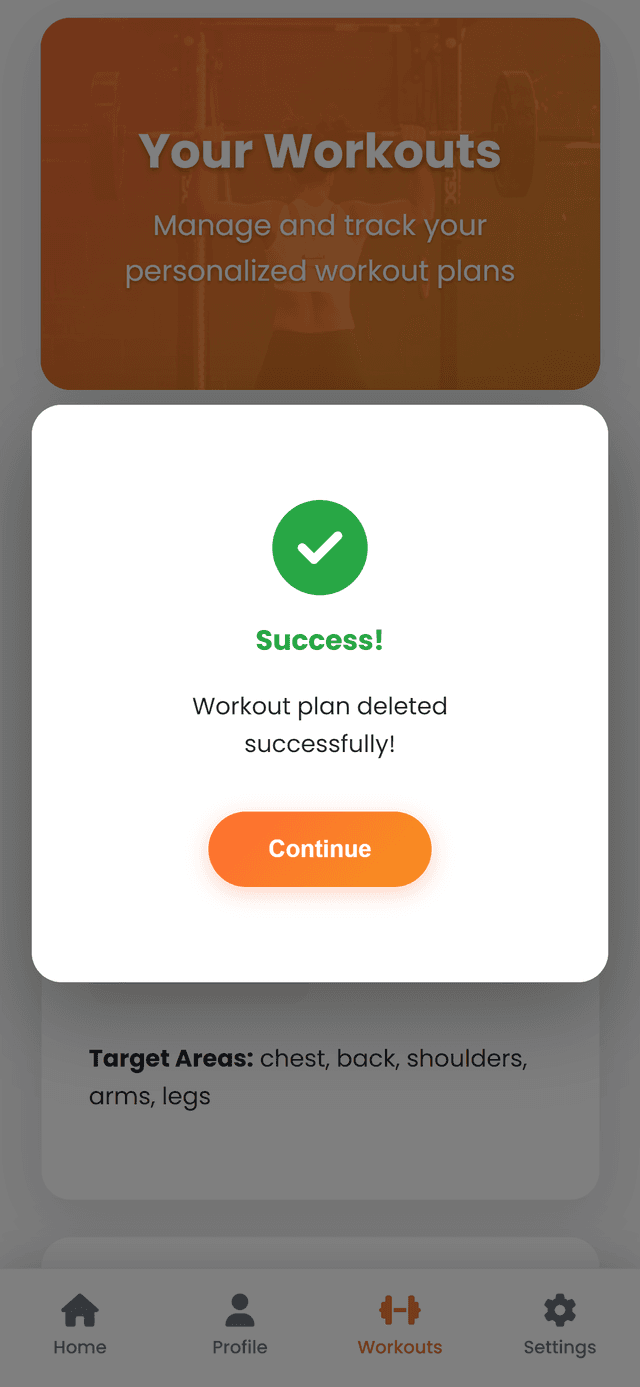 Your Workouts
Manage and track your
personalized workout plans
Success!
Workout plan deleted
successfully!
Continue
Target Areas: chest, back, shoulders,
arms, legs
Home
Profile
Workouts
Settings